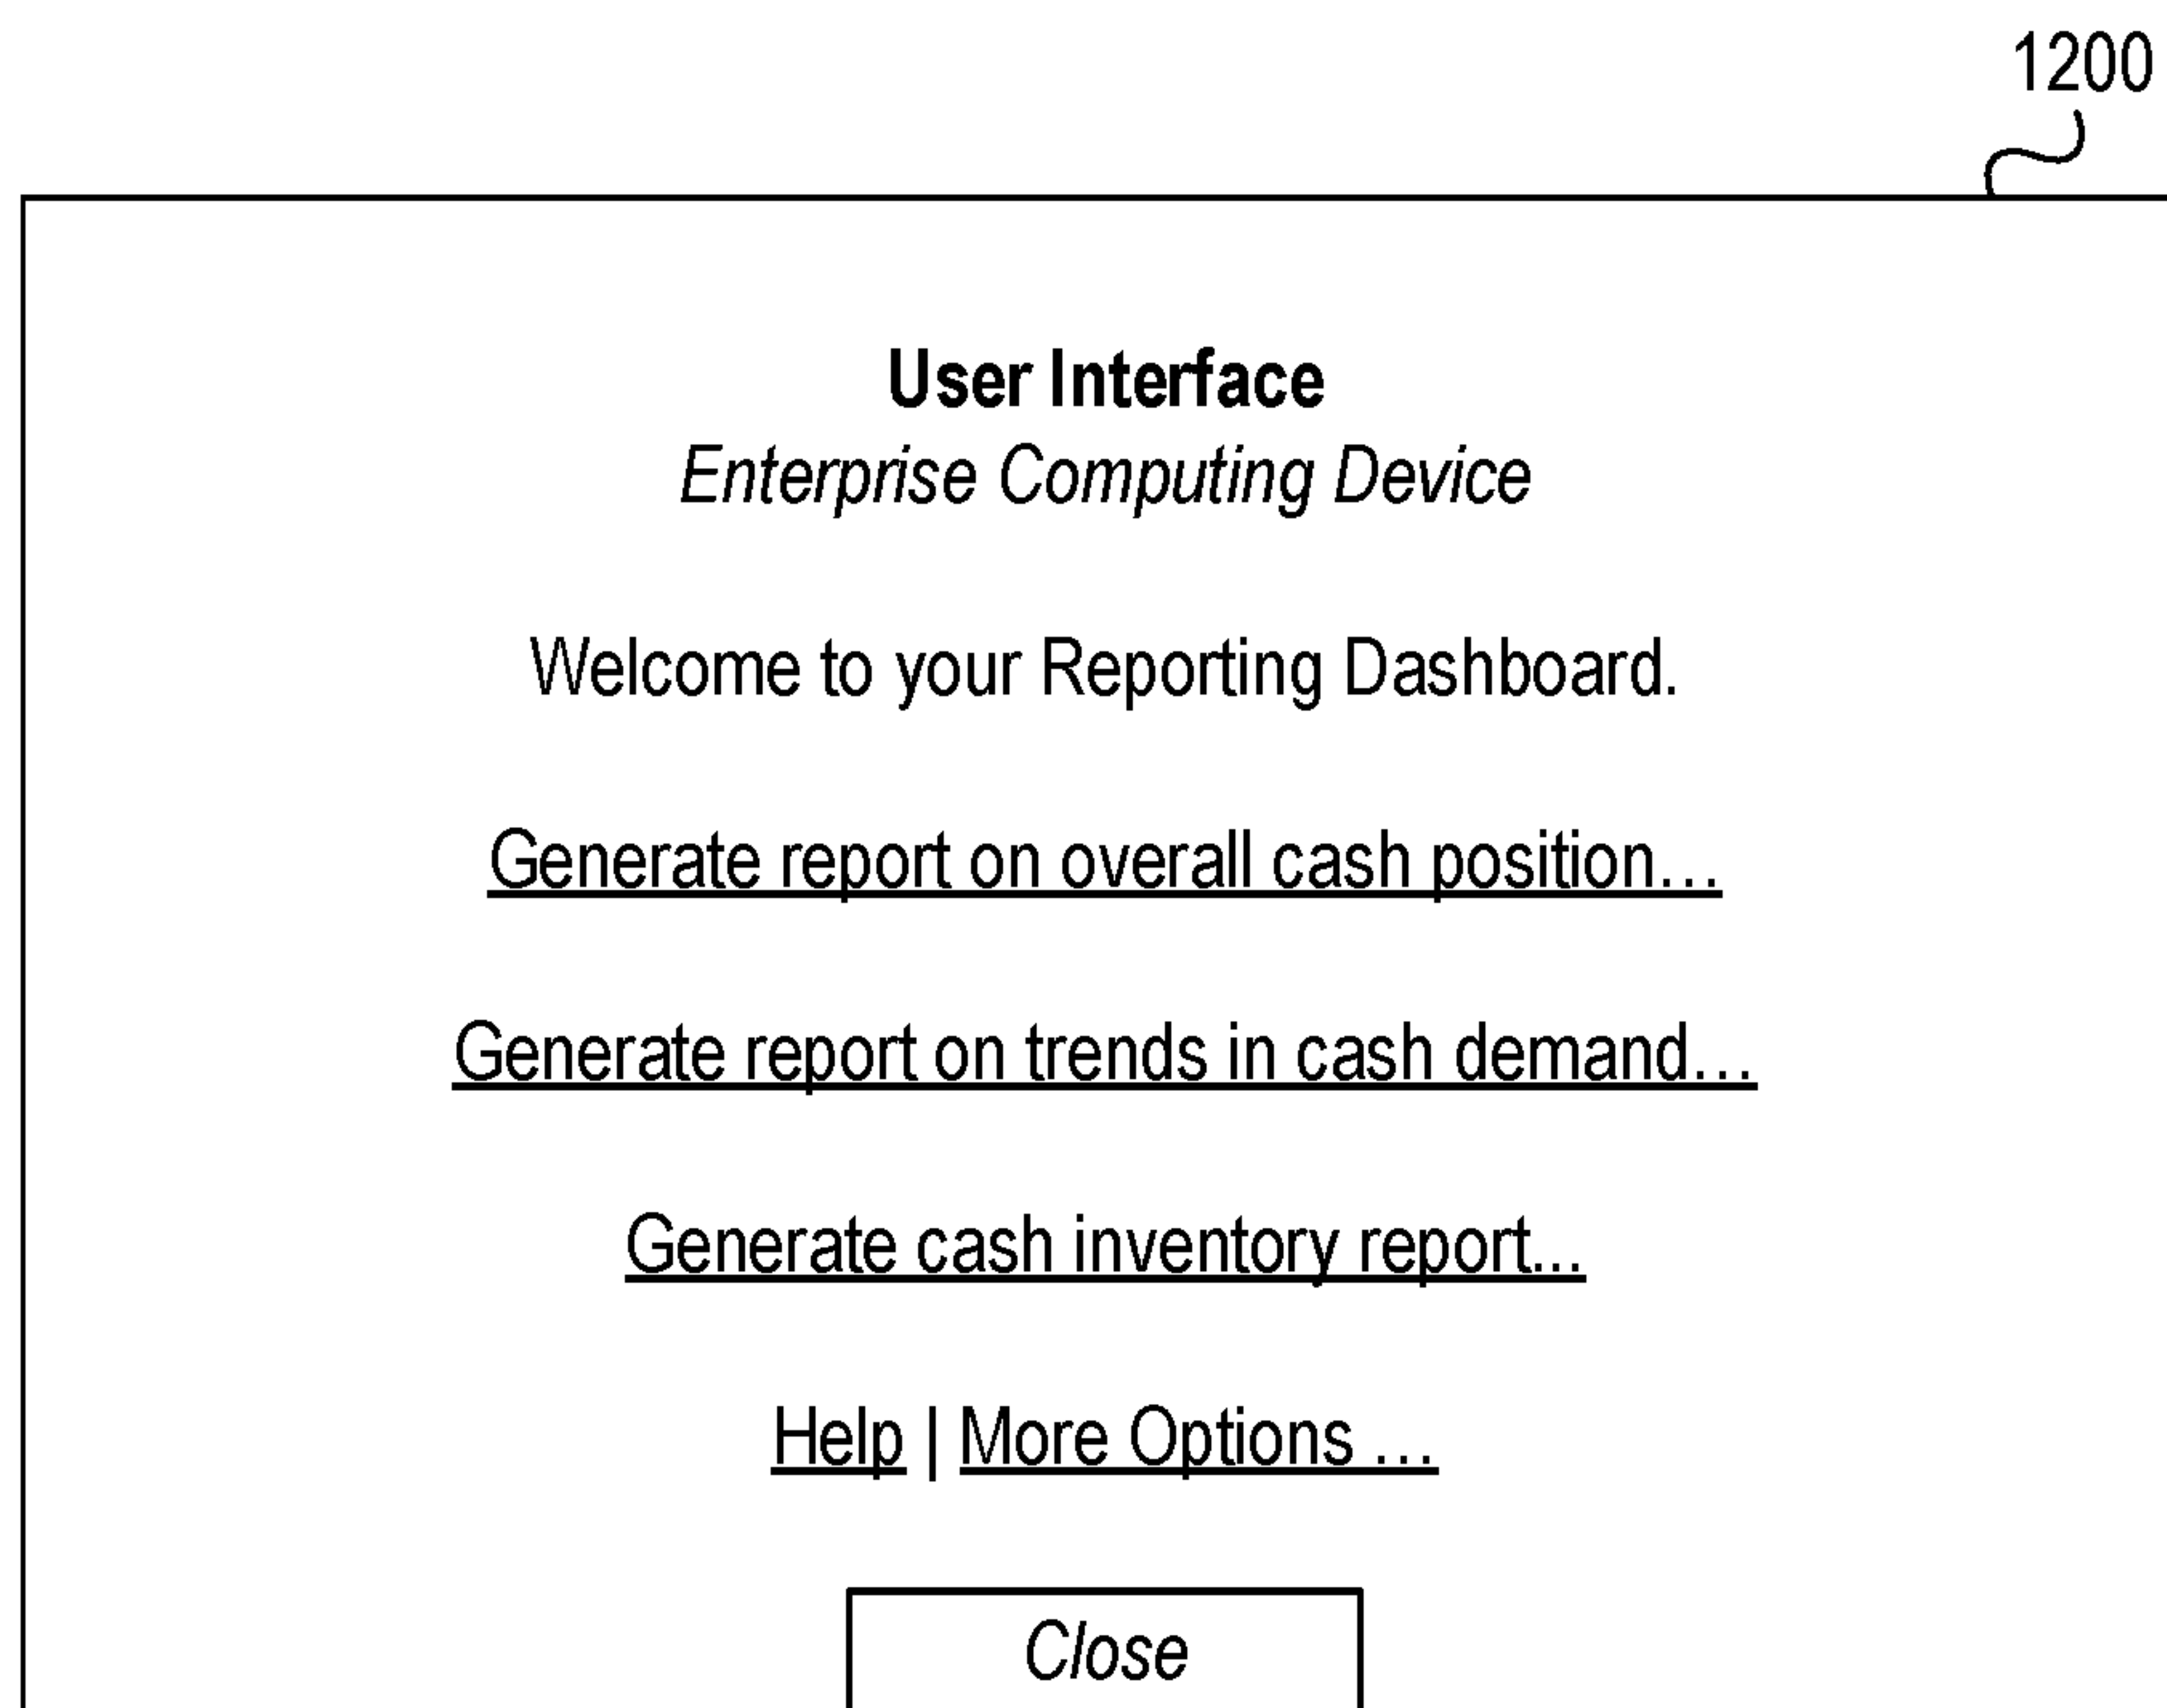 1200
User Interface
Enterprise Computing Device
Welcome to your Reporting Dashboard.
Generate report on overall cash position...
Generate report on trends in cash demand...
Generate cash inventory report...
Help | More Options ...
Close